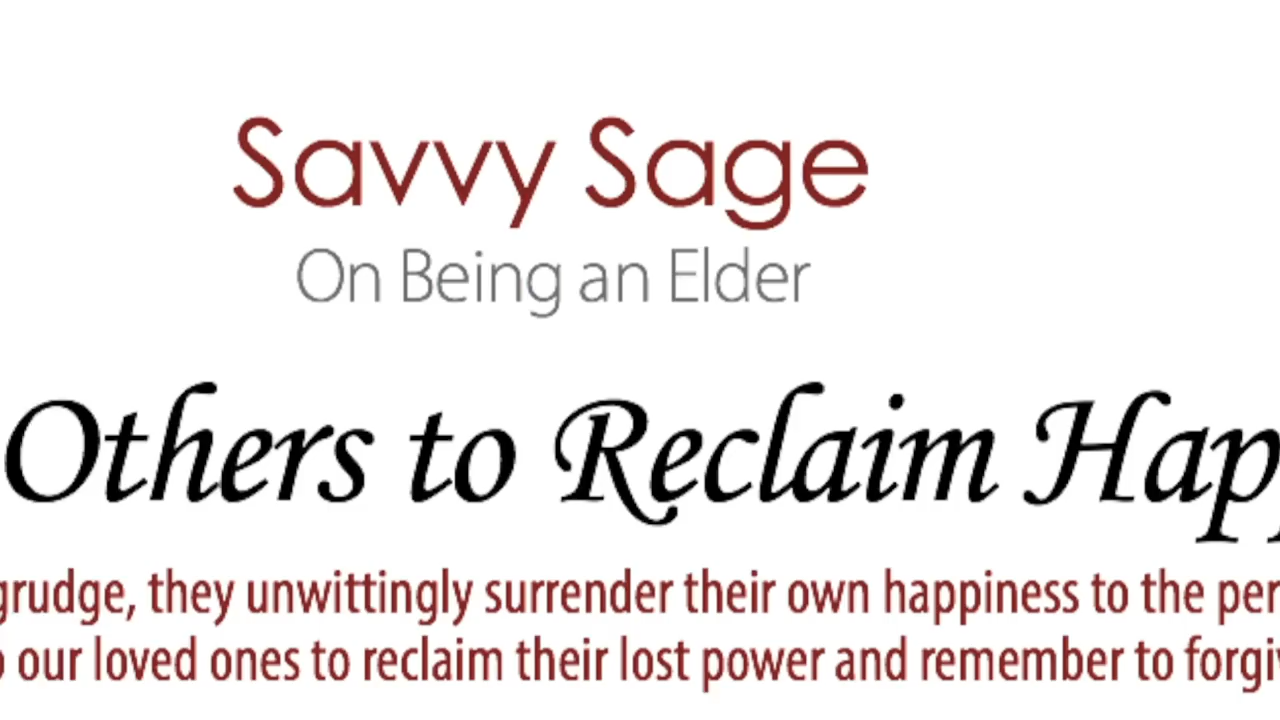 Savvy Sage
On Being an Elder
Others to Reclaim Hap
grudge, they unwittingly surrender their own happiness to the per
our loved ones to reclaim their lost power and remember to forgiv